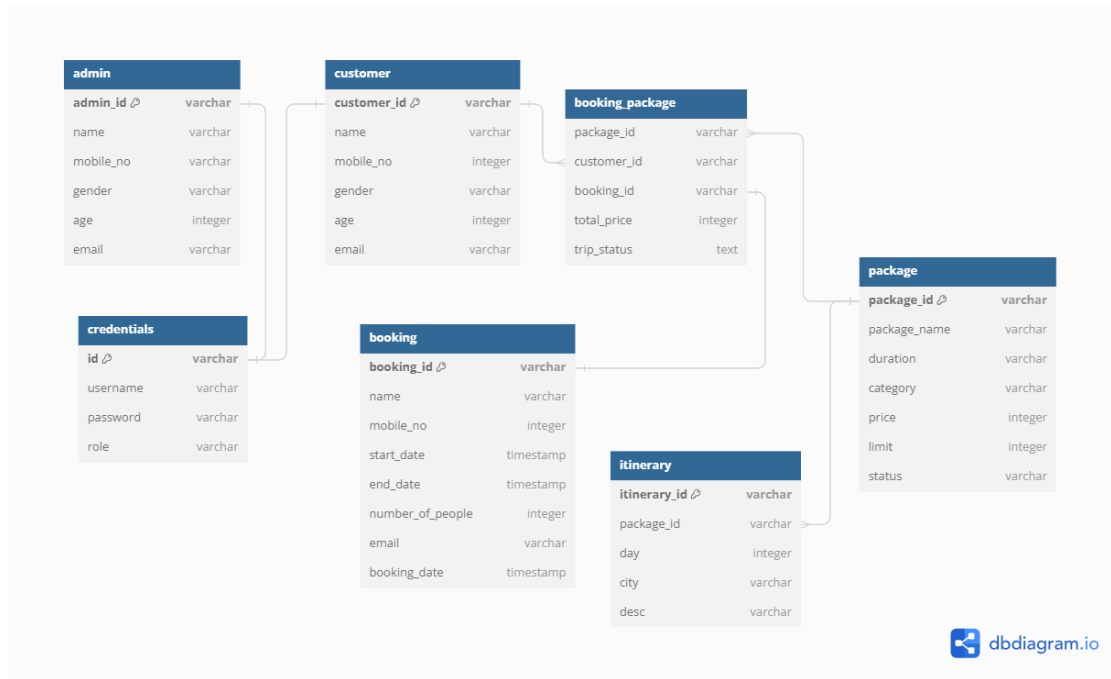 admin
admin_id varchar
name varchar
mobile_no varchar
gender varchar
age integer
email varchar
customer
customer_id varchar
name varchar
mobile_no integer
gender varchar
age integer
email varchar
booking_package
package_id varchar
customer_id varchar
booking_id varchar
total_price integer
trip_status text
package
package_id varchar
package_name varchar
duration varchar
category varchar
price integer
limit integer
status varchar
credentials
id varchar
username varchar
password varchar
role varchar
booking
booking_id varchar
name varchar
mobile_no integer
start_date timestamp
end_date timestamp
number_of_people integer
email varchar
booking_date timestamp
itinerary
itinerary_id varchar
package_id varchar
day integer
city varchar
desc varchar
dbdiagram.io